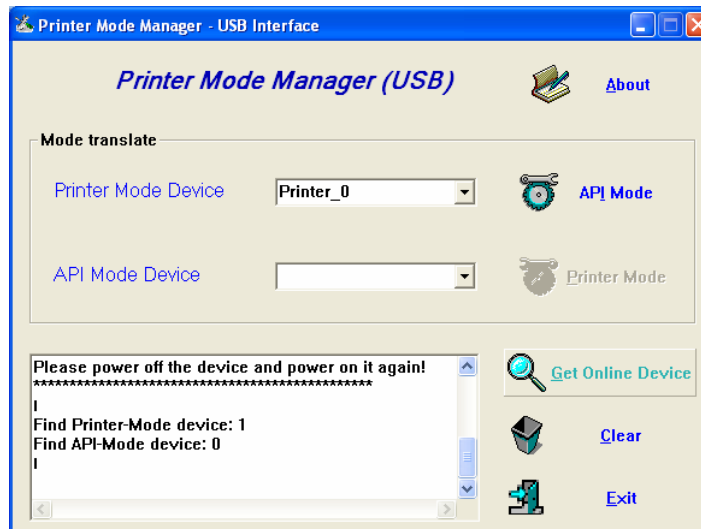 Printer Mode Manager - USB Interface
Printer Mode Manager (USB)
About
Mode translate
Printer Mode Device
Printer_0
API Mode
API Mode Device
Printer Mode
Please power off the device and power on it again!
***********************************************
I
Find Printer-Mode device: 1
Find API-Mode device: 0
I
Get Online Device
Clear
Exit